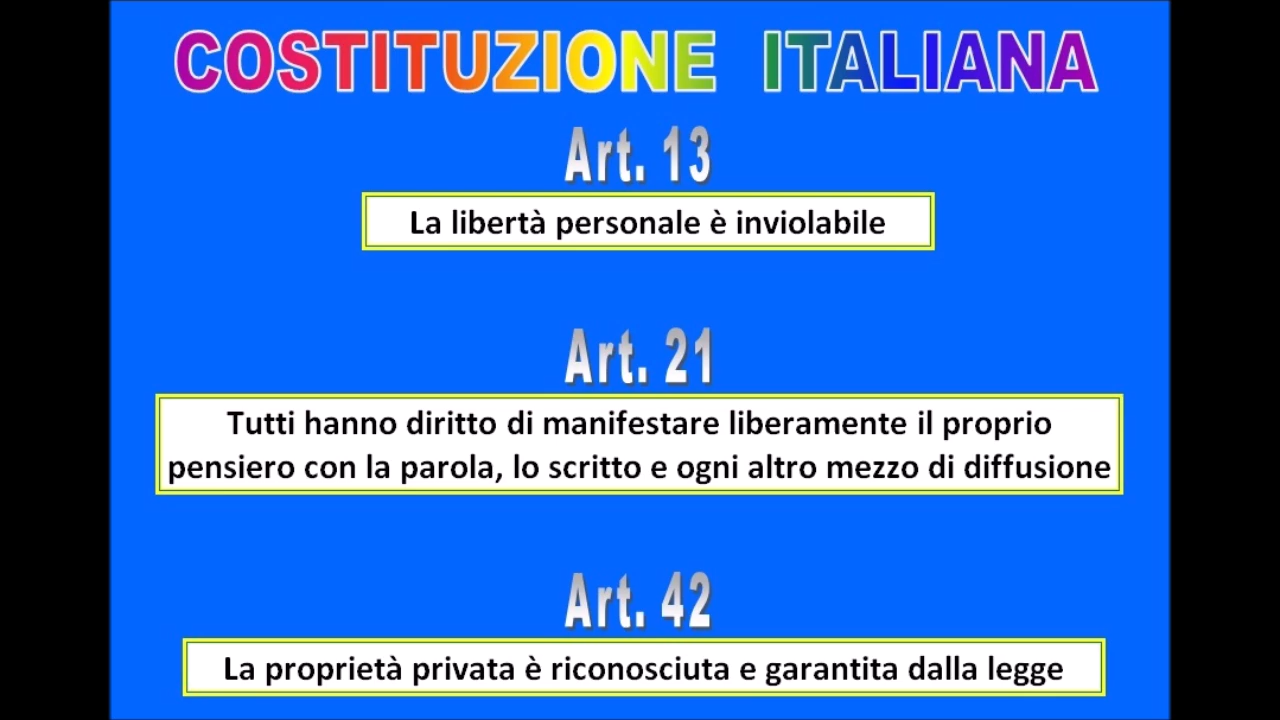 COSTITUZIONE ITALIANA
Art. 13
La libertà personale è inviolabile
Art. 21
Tutti hanno diritto di manifestare liberamente il proprio
pensiero con la parola, lo scritto e ogni altro mezzo di diffusione
Art. 42
La proprietà privata è riconosciuta e garantita dalla legge